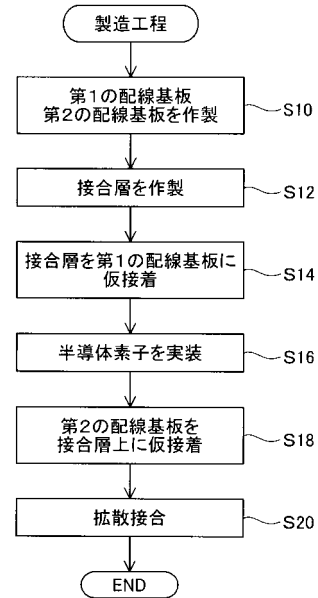 製造工程
第1の配線基板
第2の配線基板を作製
S10
接合層を作製
S12
接合層を第1の配線基板に
仮接着
S14
半導体素子を実装
S16
第2の配線基板を
接合層上に仮接着
S18
拡散接合
S20
END